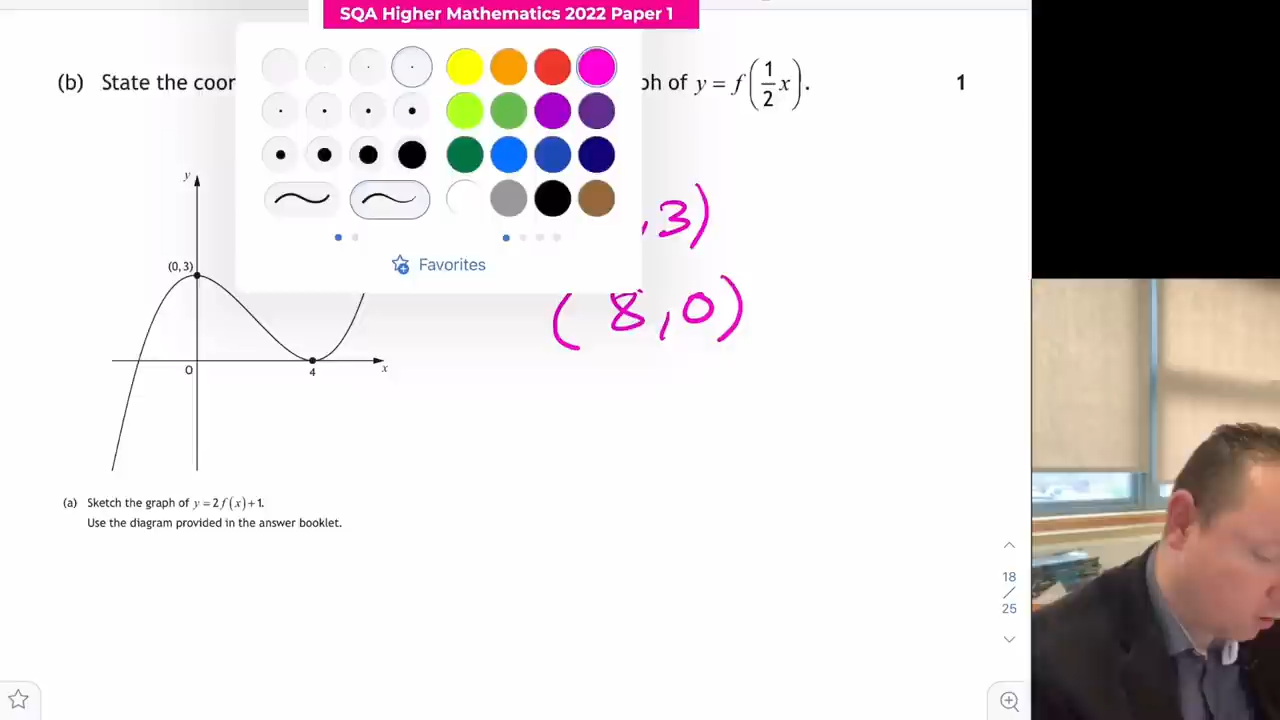 SQA Higher Mathematics 2022 Paper 1
(b) State the coor
ph of y = f(1/2 x).
1
y
,3)
Favorites
(0, 3)
( 8,0)
0
4
x
(a) Sketch the graph of y = 2f(x)+1.
Use the diagram provided in the answer booklet.
18
/
25